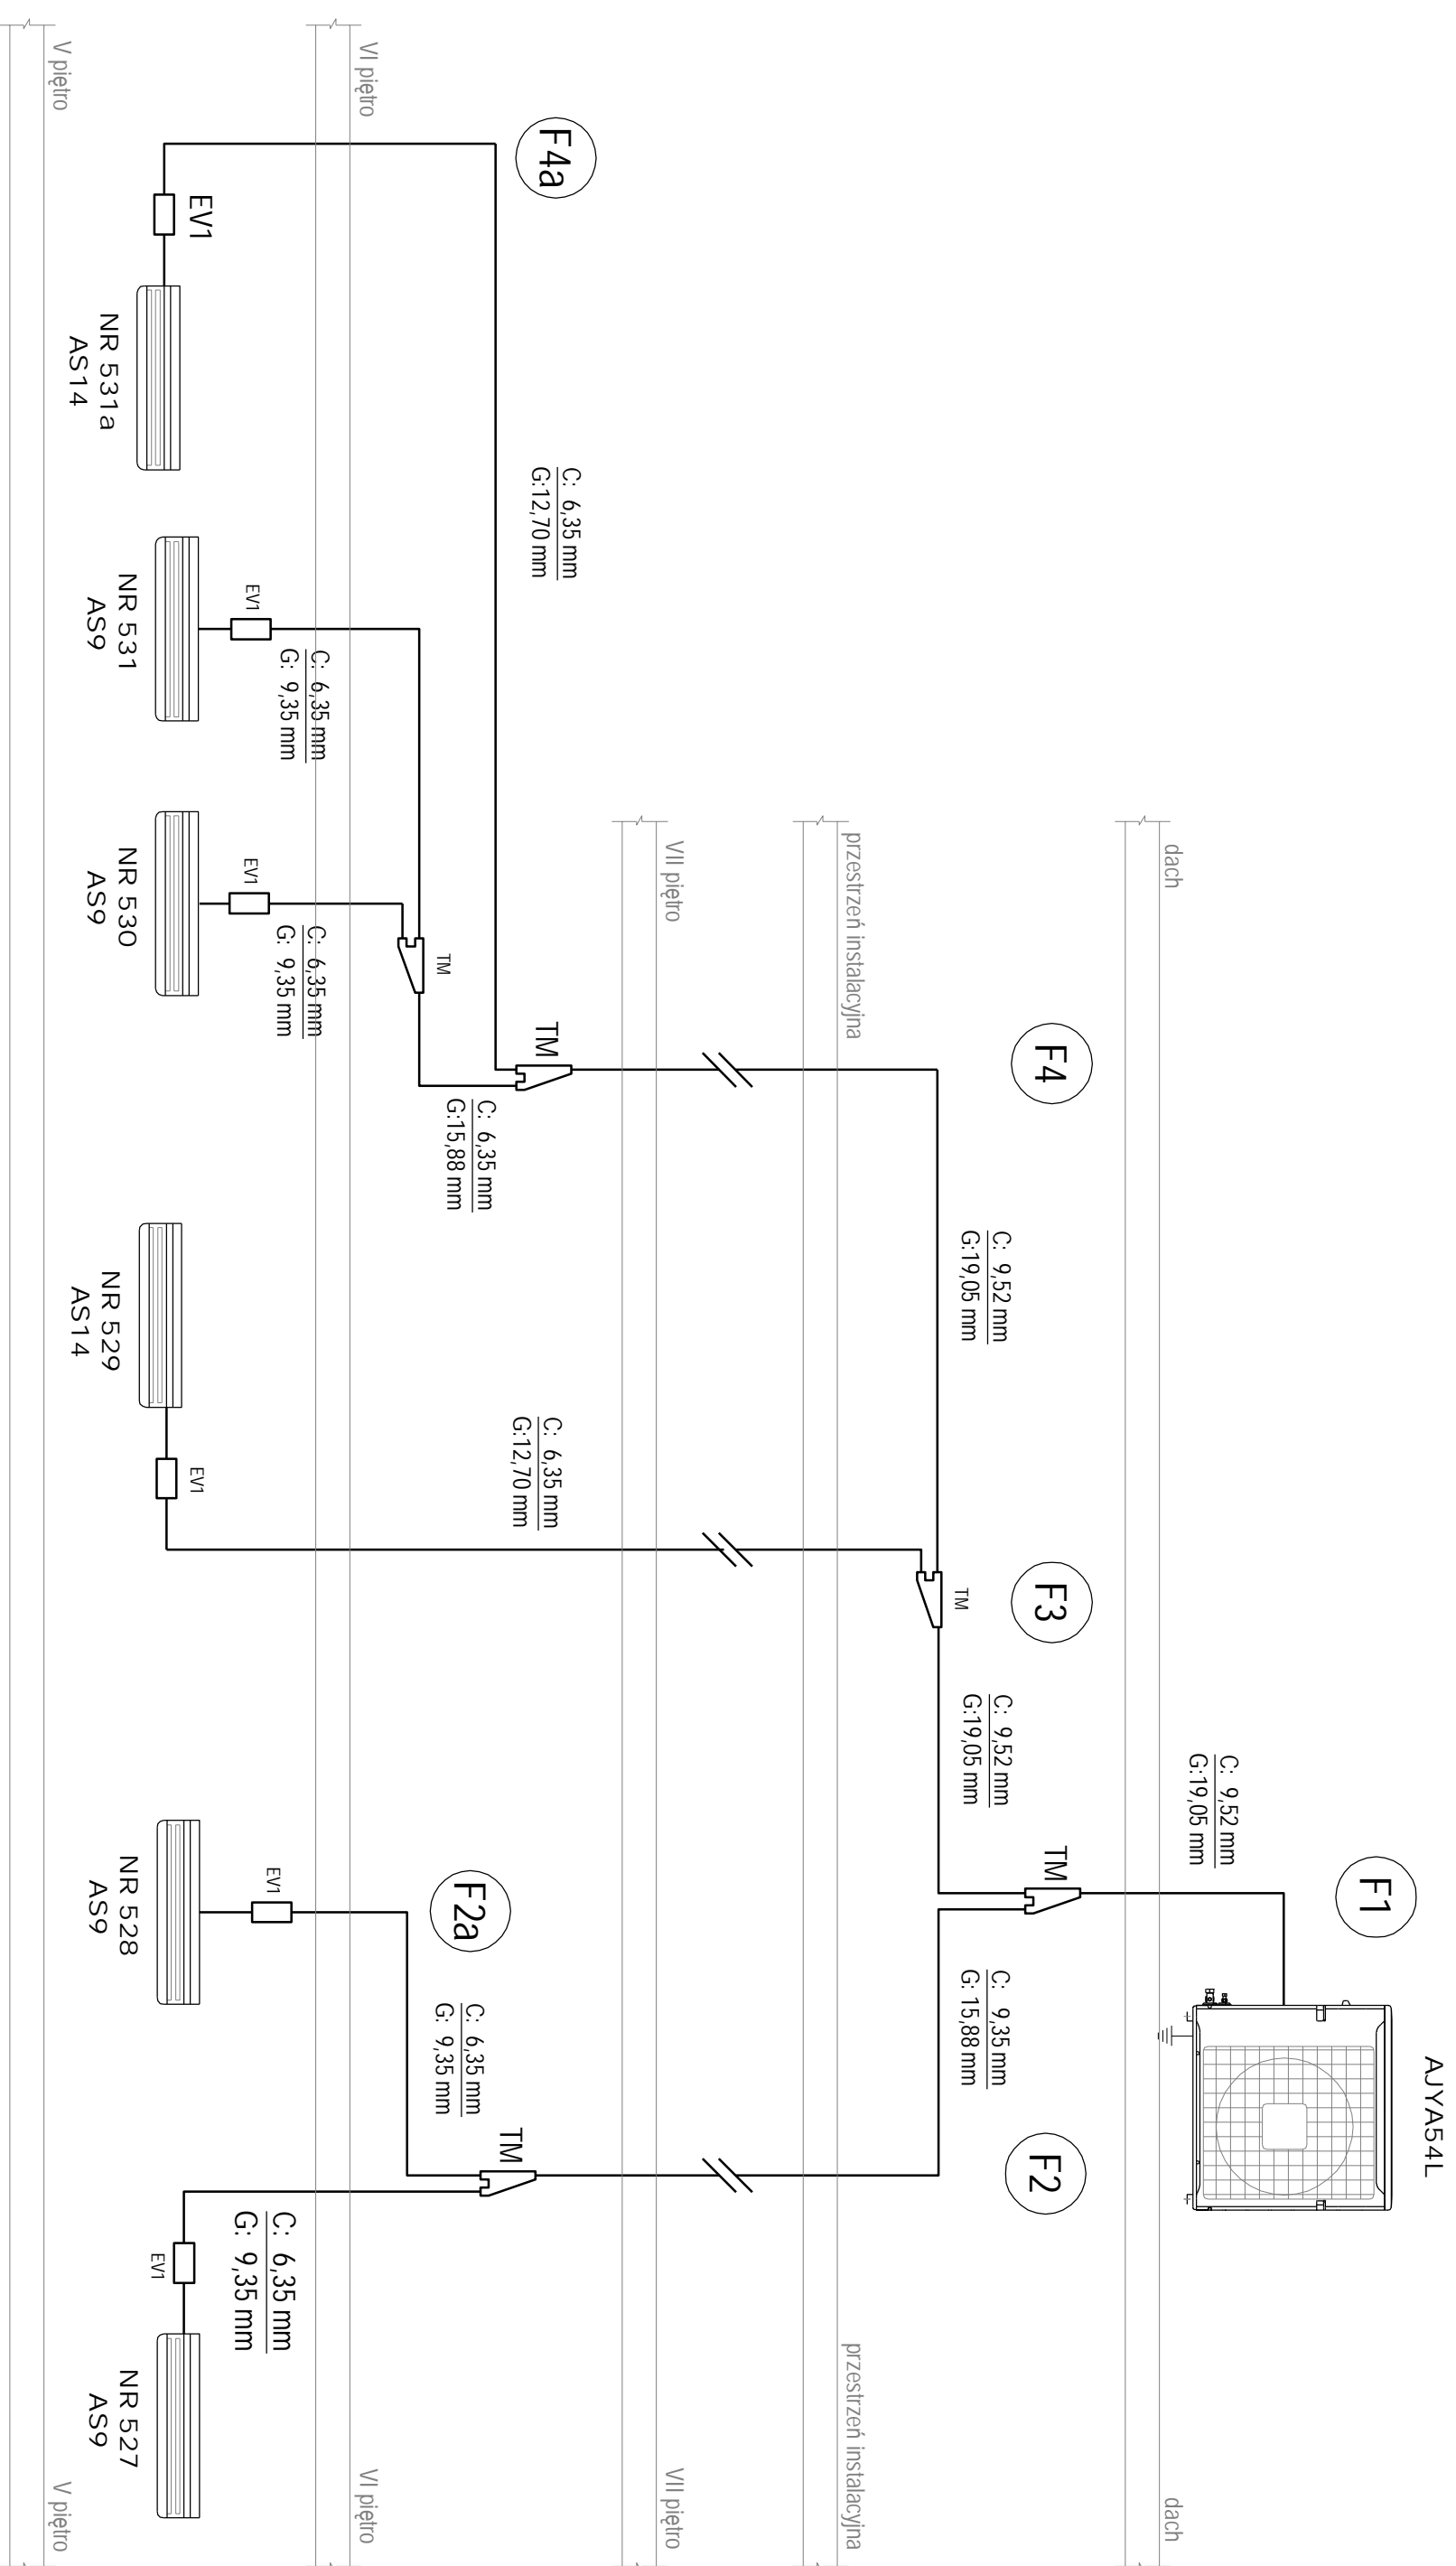 AJYA54L
F1
C: 9,52 mm
G:19,05 mm
dach
dach
F4
F3
F2
C: 9,52 mm
G:19,05 mm
C: 9,52 mm
G:19,05 mm
TM
C: 9,35 mm
G: 15,88 mm
TM
przestrzeń instalacyjna
przestrzeń instalacyjna
VII piętro
VII piętro
F4a
C: 6,35 mm
G:12,70 mm
TM
C: 6,35 mm
G:12,70 mm
TM
F2a
C: 6,35 mm
G:15,88 mm
C: 6,35 mm
G: 9,35 mm
TM
VI piętro
VI piętro
C: 6,35 mm
G: 9,35 mm
C: 6,35 mm
G: 9,35 mm
C: 6,35 mm
G: 9,35 mm
EV1
EV1
EV1
EV1
EV1
EV1
NR 531a
AS14
NR 531
AS9
NR 530
AS9
NR 529
AS14
NR 528
AS9
NR 527
AS9
V piętro
V piętro